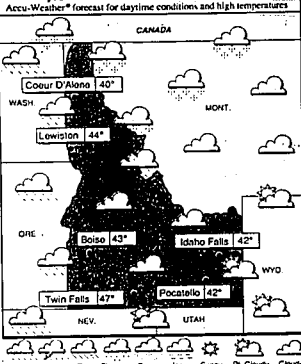 Accu-Weather® forecast for daytime conditions and high temperatures
CANADA
Coeur D'Alene 40°
WASH.
MONT.
Lewiston 44°
ORE.
Boise 43°
Idaho Falls 42°
WYO.
Twin Falls 47°
Pocatello 42°
NEV.
UTAH